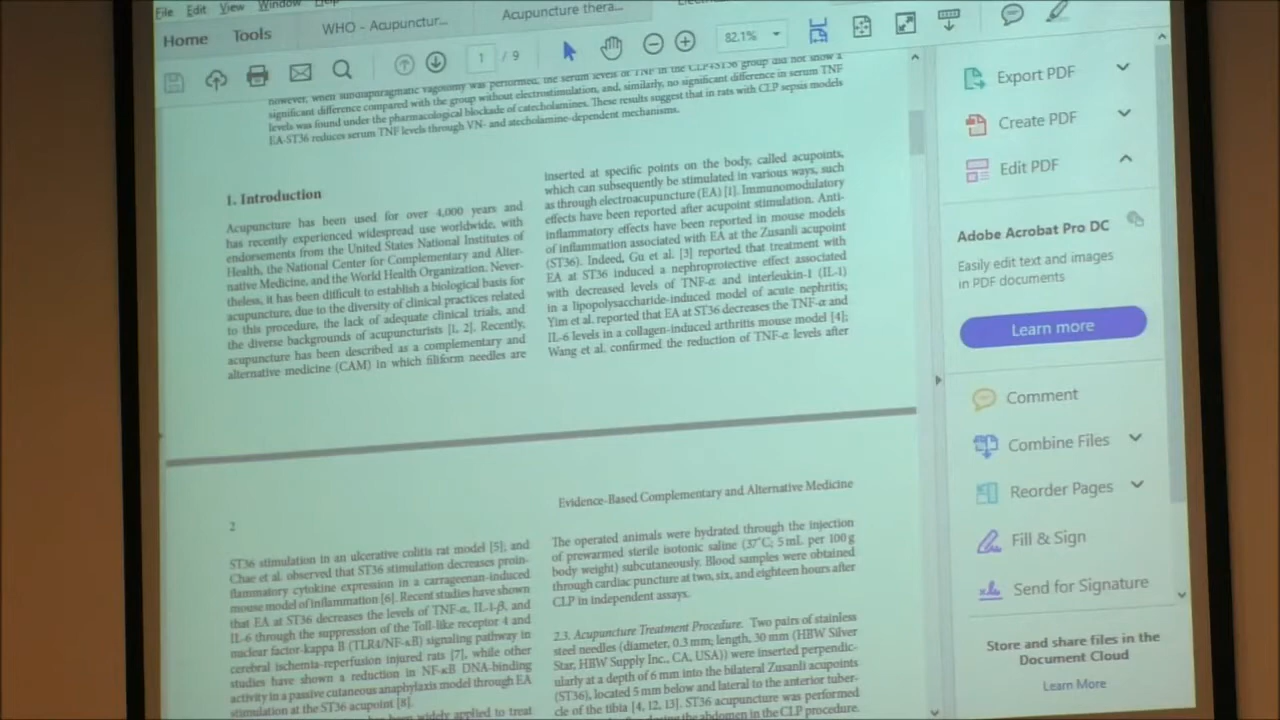 File Edit View Window Help
Home Tools WHO - Acupunctur... Acupuncture thera...
1 / 9 82.1%
however, when subdiaphragmatic vagotomy was performed, the serum levels of TNF in the CLP+ST36 group did not show a
significant difference compared with the group without electrostimulation, and, similarly, no significant difference in serum TNF
levels was found under the pharmacological blockade of catecholamines. These results suggest that in rats with CLP sepsis models
EA-ST36 reduces serum TNF levels through VN- and atecholamine-dependent mechanisms.
1. Introduction
Acupuncture has been used for over 4,000 years and
has recently experienced widespread use worldwide, with
endorsements from the United States National Institutes of
Health, the National Center for Complementary and Alter-
native Medicine, and the World Health Organization. Never-
theless, it has been difficult to establish a biological basis for
acupuncture, due to the diversity of clinical practices related
to this procedure, the lack of adequate clinical trials, and
the diverse backgrounds of acupuncturists [1, 2]. Recently,
acupuncture has been described as a complementary and
alternative medicine (CAM) in which filiform needles are
inserted at specific points on the body, called acupoints,
which can subsequently be stimulated in various ways, such
as through electroacupuncture (EA) [1]. Immunomodulatory
effects have been reported after acupoint stimulation. Anti-
inflammatory effects have been reported in mouse models
of inflammation associated with EA at the Zusanli acupoint
(ST36). Indeed, Gu et al. [3] reported that treatment with
EA at ST36 induced a nephroprotective effect associated
with decreased levels of TNF-α and interleukin-1 (IL-1)
in a lipopolysaccharide-induced model of acute nephritis;
Yim et al. reported that EA at ST36 decreases the TNF-α and
IL-6 levels in a collagen-induced arthritis mouse model [4];
Wang et al. confirmed the reduction of TNF-α levels after
2
Evidence-Based Complementary and Alternative Medicine
ST36 stimulation in an ulcerative colitis rat model [5]; and
Chae et al. observed that ST36 stimulation decreases proin-
flammatory cytokine expression in a carrageenan-induced
mouse model of inflammation [6]. Recent studies have shown
that EA at ST36 decreases the levels of TNF-α, IL-1-β, and
IL-6 through the suppression of the Toll-like receptor 4 and
nuclear factor-kappa B (TLR4/NF-κB) signaling pathway in
cerebral ischemia-reperfusion injured rats [7], while other
studies have shown a reduction in NF-κB DNA-binding
activity in a passive cutaneous anaphylaxis model through EA
stimulation at the ST36 acupoint [8].
been widely applied to treat
The operated animals were hydrated through the injection
of prewarmed sterile isotonic saline (37°C; 5 mL per 100 g
body weight) subcutaneously. Blood samples were obtained
through cardiac puncture at two, six, and eighteen hours after
CLP in independent assays.
2.3. Acupuncture Treatment Procedure. Two pairs of stainless
steel needles (diameter, 0.3 mm; length, 30 mm (HBW Silver
Star, HBW Supply Inc., CA, USA)) were inserted perpendic-
ularly at a depth of 6 mm into the bilateral Zusanli acupoints
(ST36), located 5 mm below and lateral to the anterior tuber-
cle of the tibia [4, 12, 13]. ST36 acupuncture was performed
the abdomen in the CLP procedure.
Export PDF
Create PDF
Edit PDF
Adobe Acrobat Pro DC
Easily edit text and images
in PDF documents
Learn more
Comment
Combine Files
Reorder Pages
Fill & Sign
Send for Signature
Store and share files in the
Document Cloud
Learn More